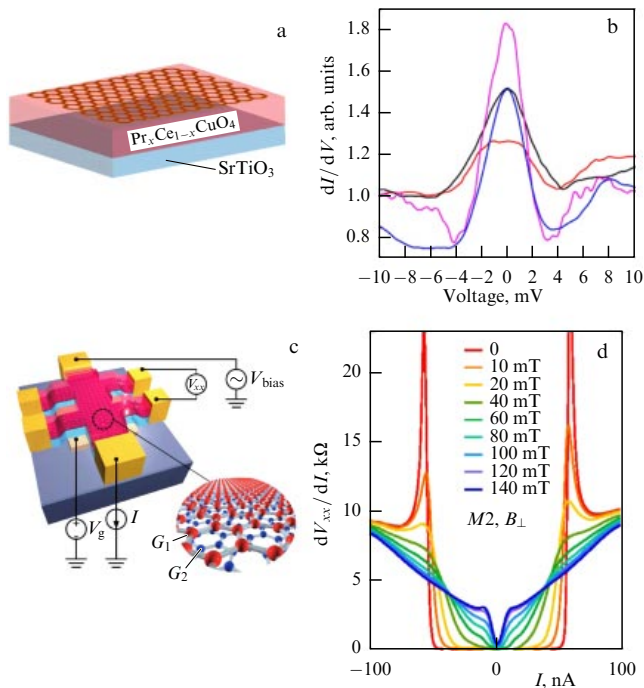 a
PrₓCe₁₋ₓCuO₄
SrTiO₃
b
dI/dV, arb. units
1.8
1.6
1.4
1.2
1.0
0.8
−10 −8 −6 −4 −2 0 2 4 6 8 10
Voltage, mV
c
Vₓₓ
V_bias
V_g
I
G₁
G₂
d
dVₓₓ/dI, kΩ
20
15
10
5
0
0
10 mT
20 mT
40 mT
60 mT
80 mT
100 mT
120 mT
140 mT
M2, B⊥
−100 0 100
I, nA